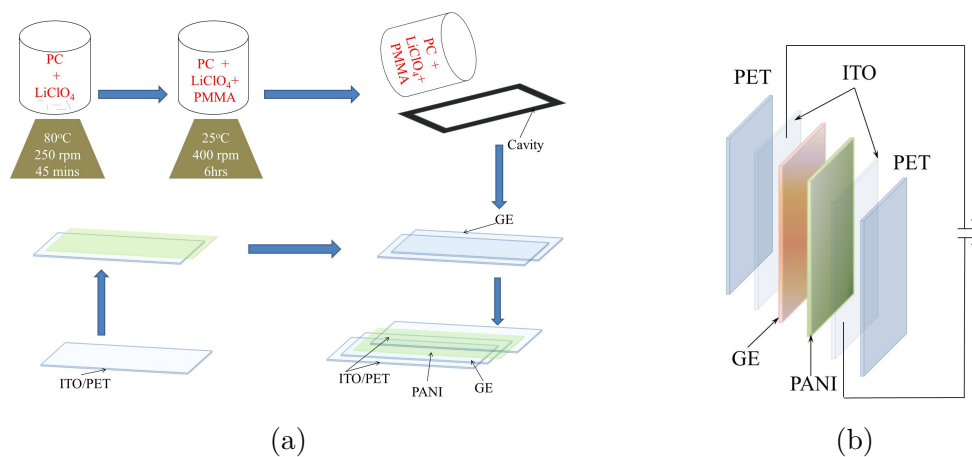 PC
+
LiClO₄
80°C
250 rpm
45 mins
PC +
LiClO₄+
PMMA
25°C
400 rpm
6hrs
PC +
LiClO₄+
PMMA
Cavity
GE
ITO/PET
ITO/PET
PANI
GE
(a)
PET
ITO
PET
GE
PANI
(b)